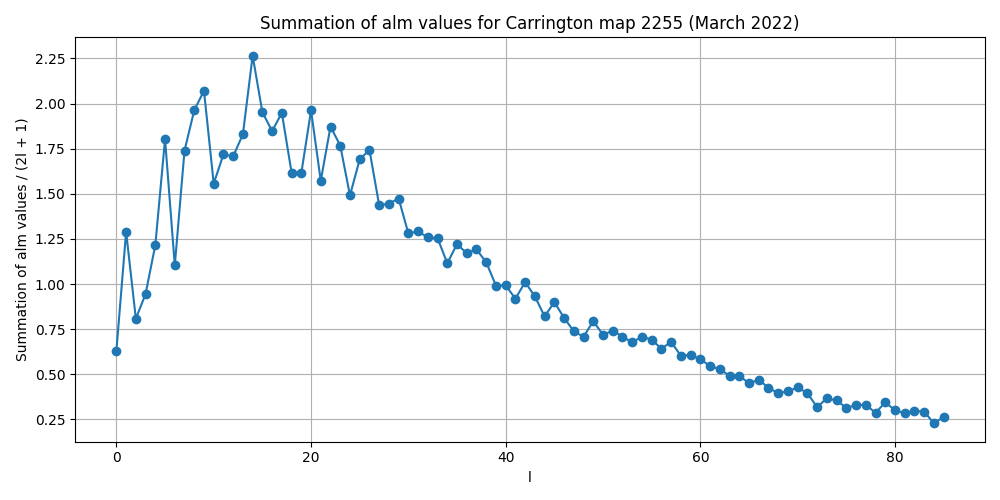 Summation of alm values for Carrington map 2255 (March 2022)
Summation of alm values / (2l + 1)
2.25
2.00
1.75
1.50
1.25
1.00
0.75
0.50
0.25
0 20 40 60 80
l